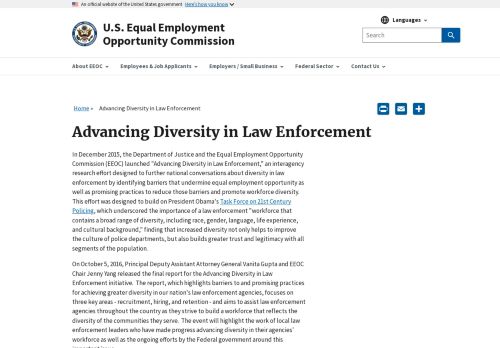 An official website of the United States government Here's how you know
U.S. Equal Employment
Opportunity Commission
Languages
Search
About EEOC
Employees & Job Applicants
Employers / Small Business
Federal Sector
Contact Us
Home » Advancing Diversity in Law Enforcement
Advancing Diversity in Law Enforcement
In December 2015, the Department of Justice and the Equal Employment Opportunity
Commission (EEOC) launched "Advancing Diversity in Law Enforcement," an interagency
research effort designed to further national conversations about diversity in law
enforcement by identifying barriers that undermine equal employment opportunity as well
as promising practices to reduce those barriers and promote workforce diversity.
This effort was designed to build on President Obama's Task Force on 21st Century
Policing, which underscored the importance of a law enforcement "workforce that
contains a broad range of diversity, including race, gender, language, life experience,
and cultural background," finding that increased diversity not only helps to improve
the culture of police departments, but also builds greater trust and legitimacy with all
segments of the population.
On October 5, 2016, Principal Deputy Assistant Attorney General Vanita Gupta and EEOC
Chair Jenny Yang released the final report for the Advancing Diversity in Law
Enforcement initiative. The report, which highlights barriers to and promising practices
for achieving greater diversity in our nation's law enforcement agencies, focuses on
three key areas - recruitment, hiring, and retention - and aims to assist law enforcement
agencies throughout the country as they strive to build a workforce that reflects the
diversity of the communities they serve. The event will highlight the work of local law
enforcement leaders who have made progress advancing diversity in their agencies'
workforce as well as the ongoing efforts by the Federal government around this